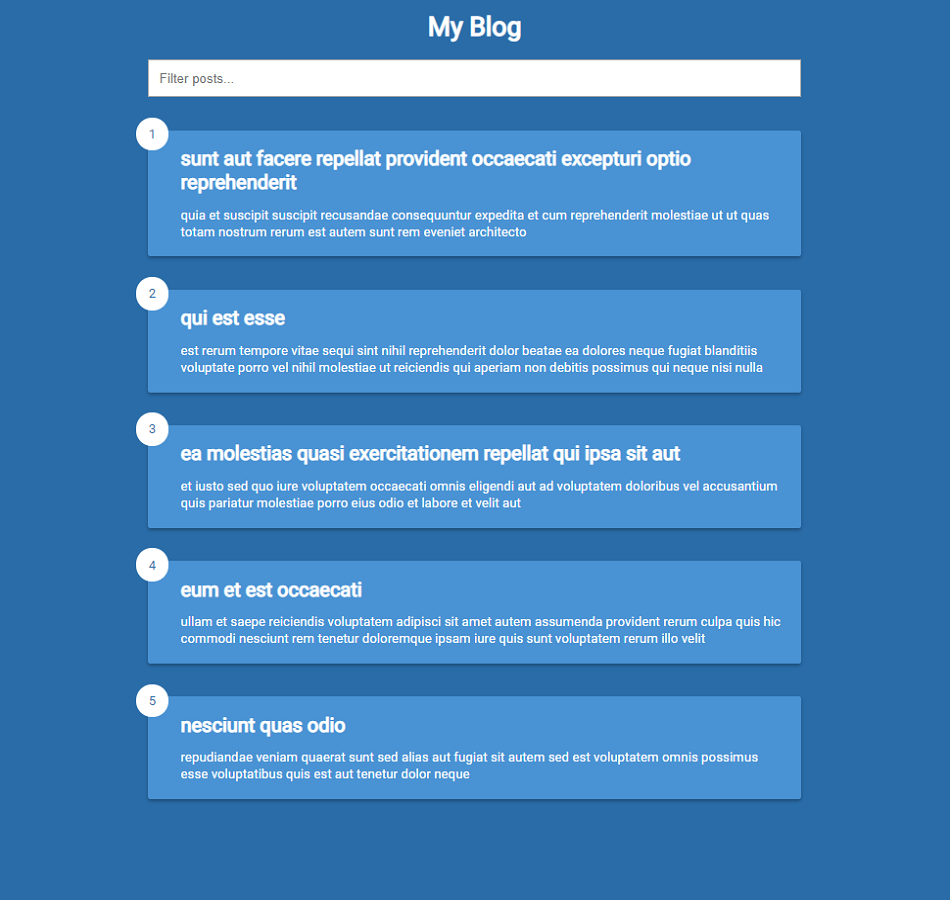 My Blog
Filter posts...
1
sunt aut facere repellat provident occaecati excepturi optio
reprehenderit
quia et suscipit suscipit recusandae consequuntur expedita et cum reprehenderit molestiae ut ut quas
totam nostrum rerum est autem sunt rem eveniet architecto
2
qui est esse
est rerum tempore vitae sequi sint nihil reprehenderit dolor beatae ea dolores neque fugiat blanditiis
voluptate porro vel nihil molestiae ut reiciendis qui aperiam non debitis possimus qui neque nisi nulla
3
ea molestias quasi exercitationem repellat qui ipsa sit aut
et iusto sed quo iure voluptatem occaecati omnis eligendi aut ad voluptatem doloribus vel accusantium
quis pariatur molestiae porro eius odio et labore et velit aut
4
eum et est occaecati
ullam et saepe reiciendis voluptatem adipisci sit amet autem assumenda provident rerum culpa quis hic
commodi nesciunt rem tenetur doloremque ipsam iure quis sunt voluptatem rerum illo velit
5
nesciunt quas odio
repudiandae veniam quaerat sunt sed alias aut fugiat sit autem sed est voluptatem omnis possimus
esse voluptatibus quis est aut tenetur dolor neque